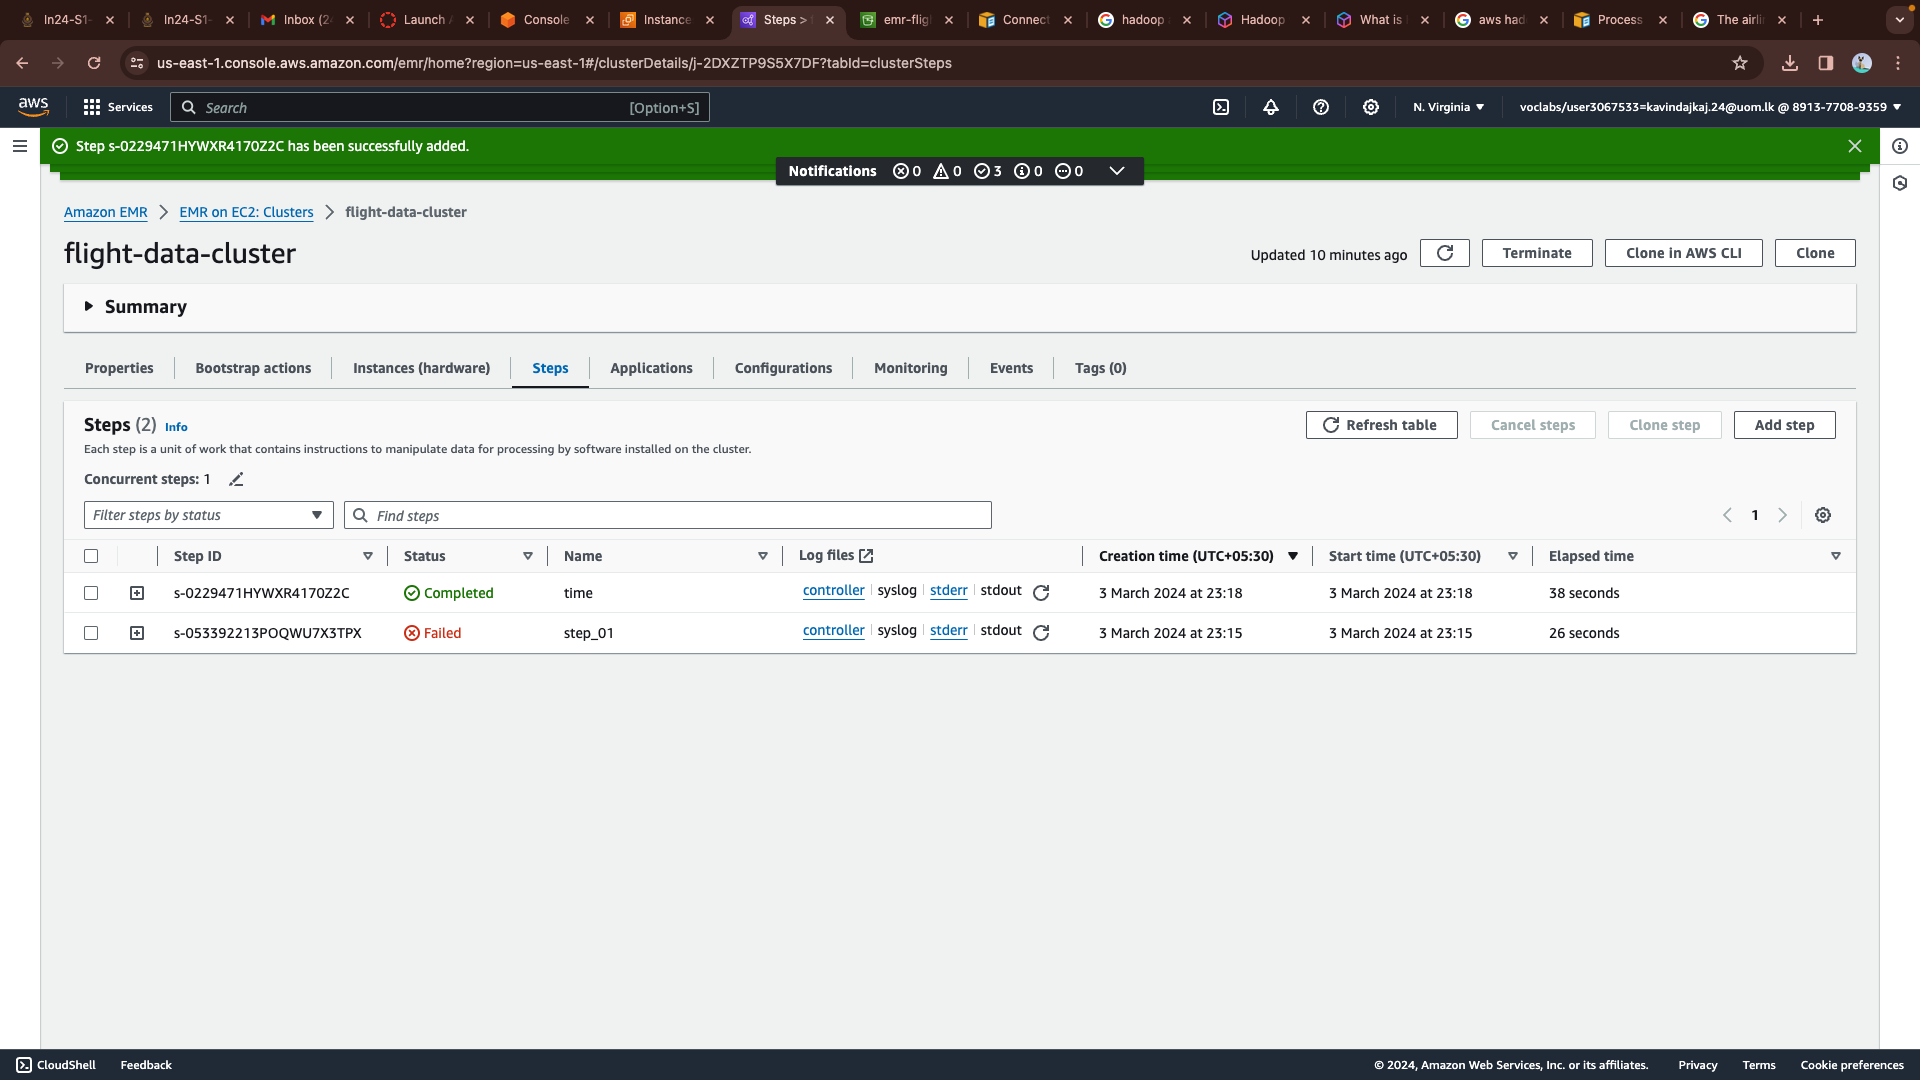 In24-S1-
In24-S1-
Inbox (2
Launch
Console
Instance
Steps >
emr-flig
Connect
hadoop
Hadoop
What is
aws had
Process
The airli
us-east-1.console.aws.amazon.com/emr/home?region=us-east-1#/clusterDetails/j-2DXZTP9S5X7DF?tabId=clusterSteps
aws
Services
Search
[Option+S]
N. Virginia
voclabs/user3067533=kavindajkaj.24@uom.lk @ 8913-7708-9359
Step s-0229471HYWXR4170Z2C has been successfully added.
Notifications 0 0 3 0 0
Amazon EMR
EMR on EC2: Clusters
flight-data-cluster
flight-data-cluster
Updated 10 minutes ago
Terminate
Clone in AWS CLI
Clone
Summary
Properties
Bootstrap actions
Instances (hardware)
Steps
Applications
Configurations
Monitoring
Events
Tags (0)
Steps (2) Info
Refresh table
Cancel steps
Clone step
Add step
Each step is a unit of work that contains instructions to manipulate data for processing by software installed on the cluster.
Concurrent steps: 1
Filter steps by status
Find steps
1
Step ID Status Name Log files Creation time (UTC+05:30) Start time (UTC+05:30) Elapsed time
s-0229471HYWXR4170Z2C Completed time controller syslog stderr stdout 3 March 2024 at 23:18 3 March 2024 at 23:18 38 seconds
s-053392213POQWU7X3TPX Failed step_01 controller syslog stderr stdout 3 March 2024 at 23:15 3 March 2024 at 23:15 26 seconds
CloudShell
Feedback
© 2024, Amazon Web Services, Inc. or its affiliates.
Privacy
Terms
Cookie preferences